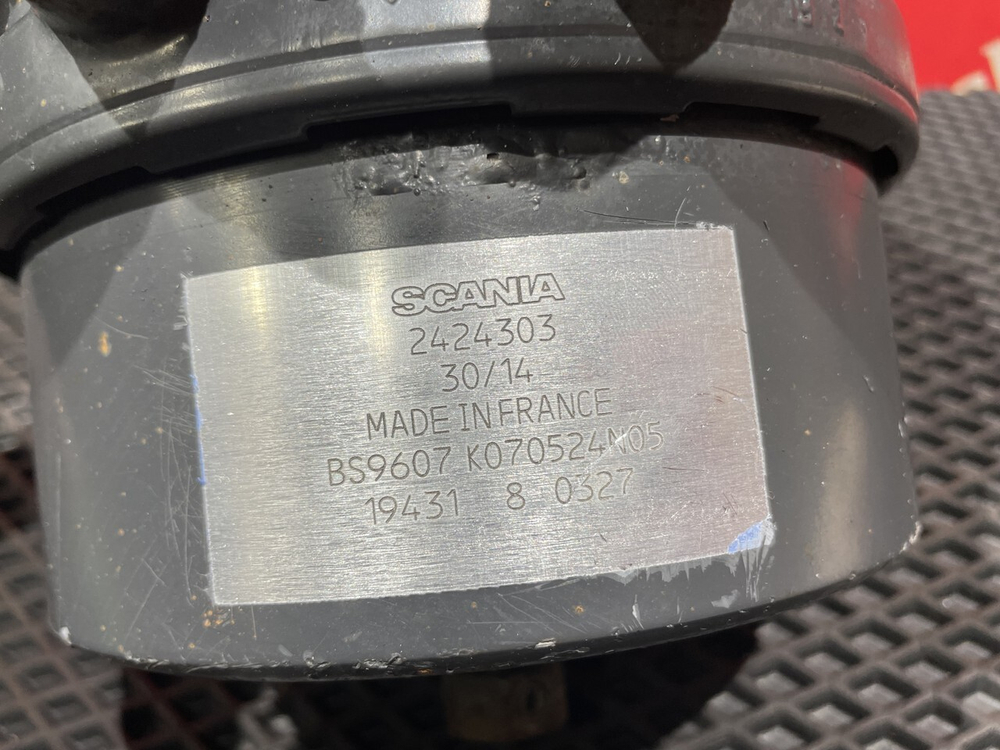 SCANIA
2424303
30/14
MADE IN FRANCE
BS9607 K070524N05
19431 8 0327